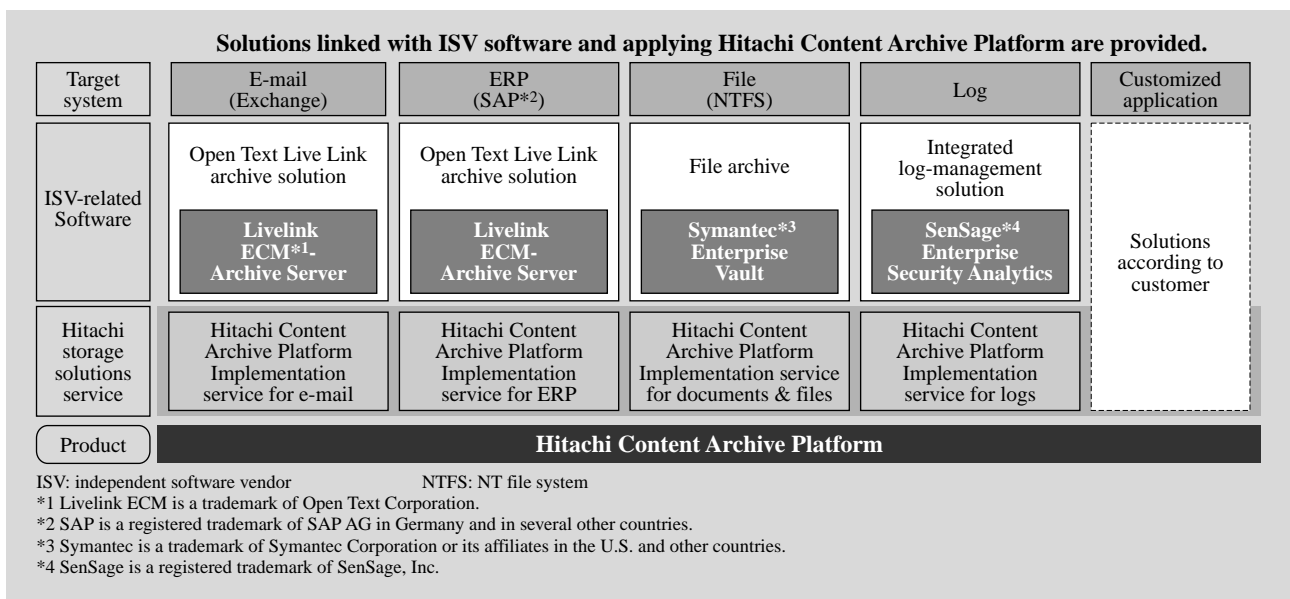 Solutions linked with ISV software and applying Hitachi Content Archive Platform are provided.
Target
system
E-mail
(Exchange)
ERP
(SAP*2)
File
(NTFS)
Log
Customized
application
ISV-related
Software
Open Text Live Link
archive solution
Livelink
ECM*1-
Archive Server
Open Text Live Link
archive solution
Livelink
ECM-
Archive Server
File archive
Symantec*3
Enterprise
Vault
Integrated
log-management
solution
SenSage*4
Enterprise
Security Analytics
Solutions
according to
customer
Hitachi
storage
solutions
service
Hitachi Content
Archive Platform
Implementation
service for e-mail
Hitachi Content
Archive Platform
Implementation
service for ERP
Hitachi Content
Archive Platform
Implementation service
for documents & files
Hitachi Content
Archive Platform
Implementation
service for logs
Product
Hitachi Content Archive Platform
ISV: independent software vendor
NTFS: NT file system
*1 Livelink ECM is a trademark of Open Text Corporation.
*2 SAP is a registered trademark of SAP AG in Germany and in several other countries.
*3 Symantec is a trademark of Symantec Corporation or its affiliates in the U.S. and other countries.
*4 SenSage is a registered trademark of SenSage, Inc.